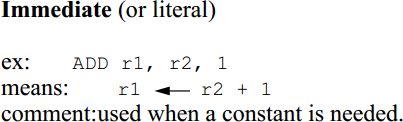 Immediate (or literal)
ex: ADD r1, r2, 1
means: r1 ← r2 + 1
comment:used when a constant is needed.